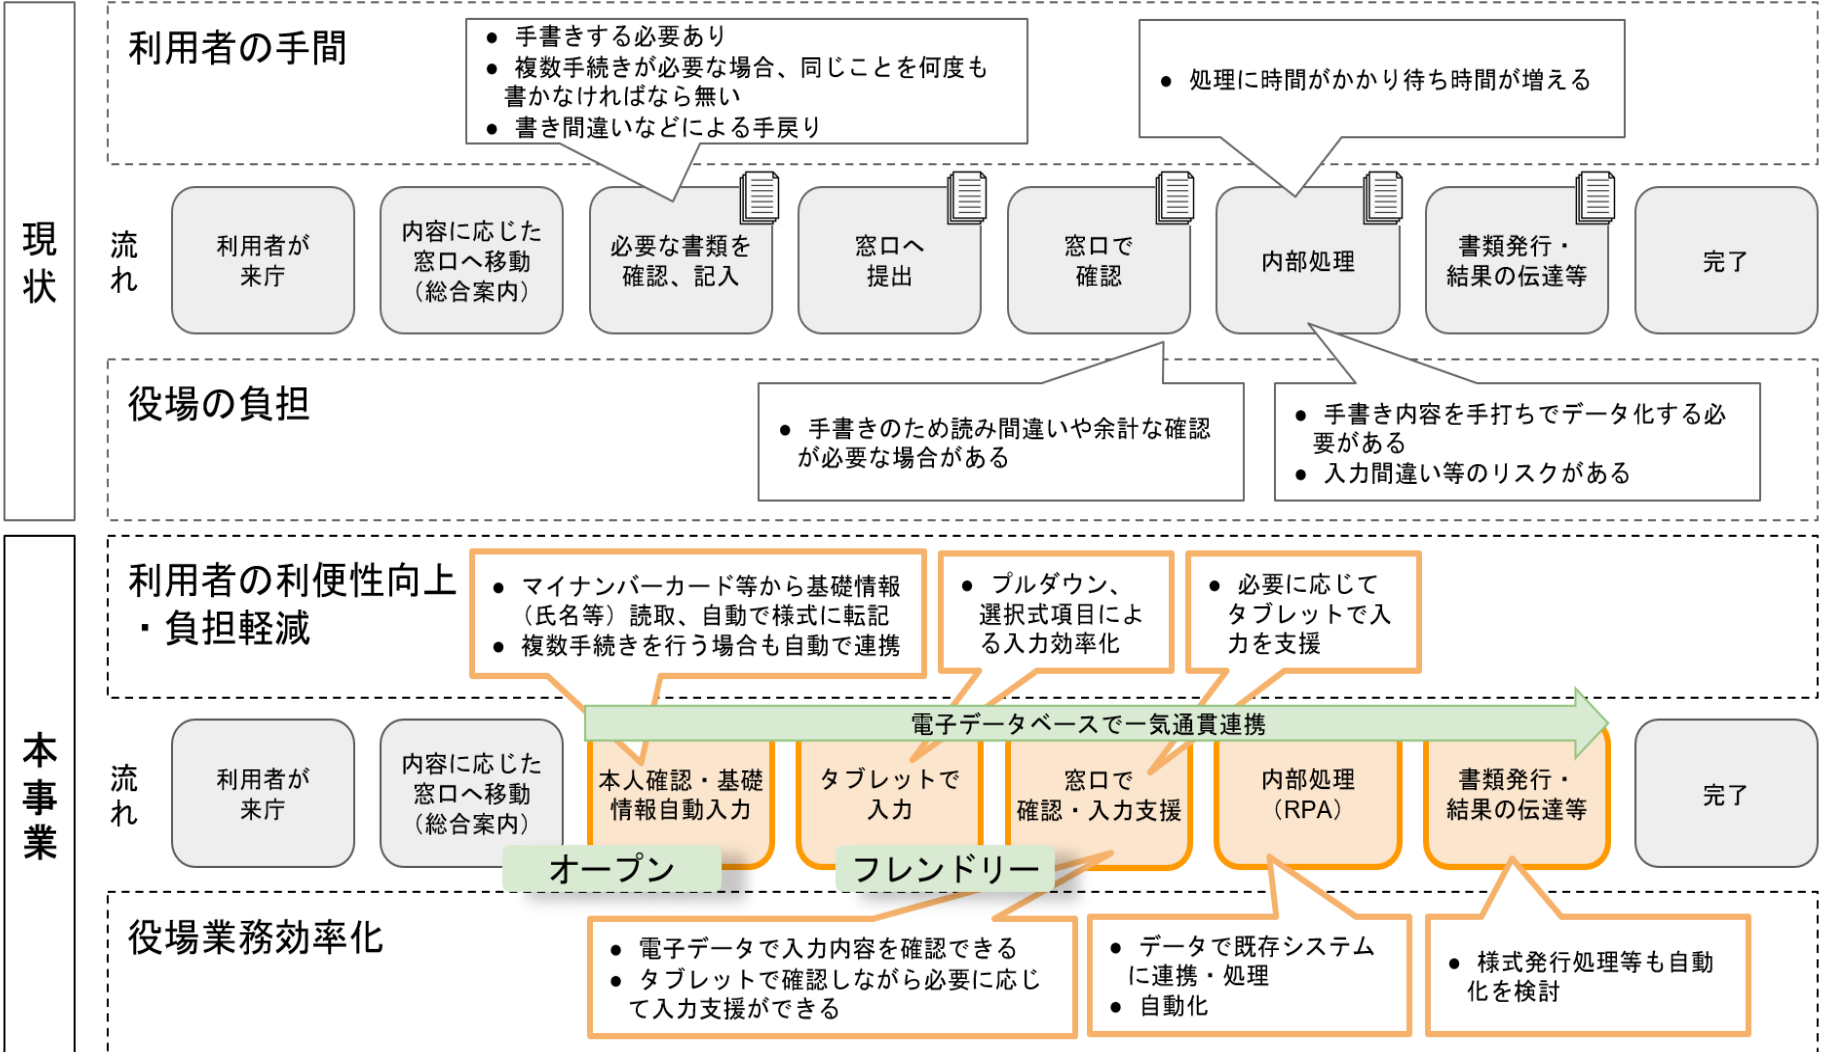 現状
利用者の手間
● 手書きする必要あり
● 複数手続きが必要な場合、同じことを何度も
書かなければなら無い
● 書き間違いなどによる手戻り
● 処理に時間がかかり待ち時間が増える
流れ
利用者が
来庁
内容に応じた
窓口へ移動
（総合案内）
必要な書類を
確認、記入
窓口へ
提出
窓口で
確認
内部処理
書類発行・
結果の伝達等
完了
役場の負担
● 手書きのため読み間違いや余計な確認
が必要な場合がある
● 手書き内容を手打ちでデータ化する必
要がある
● 入力間違い等のリスクがある
本事業
利用者の利便性向上
・負担軽減
● マイナンバーカード等から基礎情報
（氏名等）読取、自動で様式に転記
● 複数手続きを行う場合も自動で連携
● プルダウン、
選択式項目によ
る入力効率化
● 必要に応じて
タブレットで入
力を支援
電子データベースで一気通貫連携
流れ
利用者が
来庁
内容に応じた
窓口へ移動
（総合案内）
本人確認・基礎
情報自動入力
タブレットで
入力
窓口で
確認・入力支援
内部処理
（RPA）
書類発行・
結果の伝達等
完了
オープン
フレンドリー
役場業務効率化
● 電子データで入力内容を確認できる
● タブレットで確認しながら必要に応じ
て入力支援ができる
● データで既存システム
に連携・処理
● 自動化
● 様式発行処理等も自動
化を検討